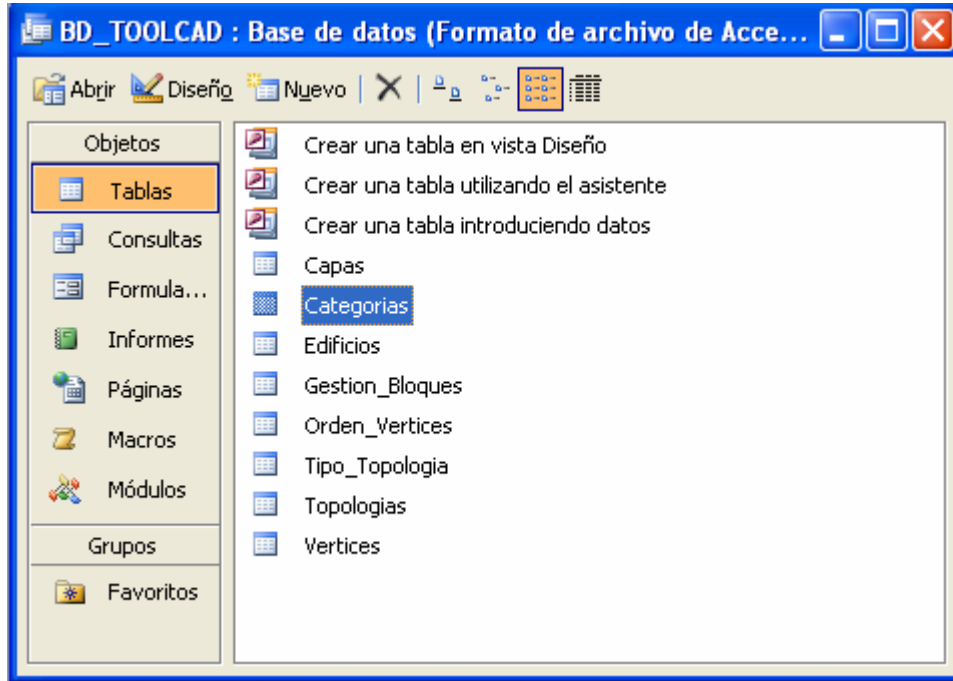 BD_TOOLCAD : Base de datos (Formato de archivo de Acce...
Abrir Diseño Nuevo
Objetos
Tablas
Consultas
Formula...
Informes
Páginas
Macros
Módulos
Grupos
Favoritos
Crear una tabla en vista Diseño
Crear una tabla utilizando el asistente
Crear una tabla introduciendo datos
Capas
Categorias
Edificios
Gestion_Bloques
Orden_Vertices
Tipo_Topologia
Topologias
Vertices